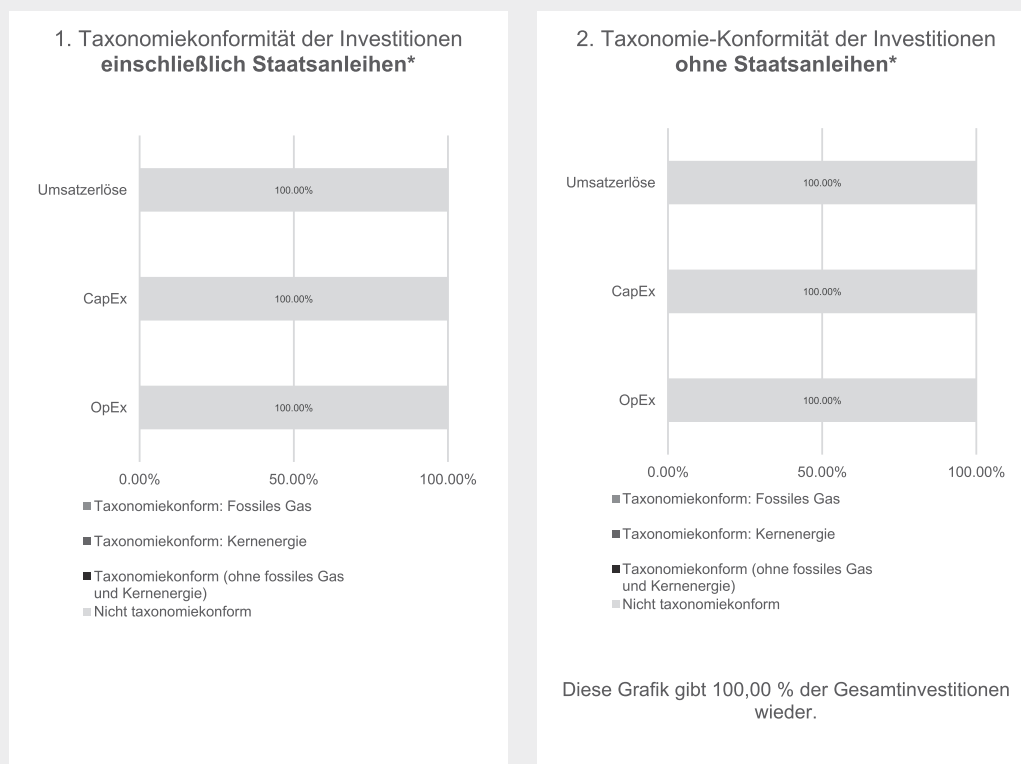 1. Taxonomiekonformität der Investitionen
einschließlich Staatsanleihen*
Umsatzerlöse
100.00%
CapEx
100.00%
OpEx
100.00%
0.00%
50.00%
100.00%
Taxonomiekonform: Fossiles Gas
Taxonomiekonform: Kernenergie
Taxonomiekonform (ohne fossiles Gas
und Kernenergie)
Nicht taxonomiekonform
2. Taxonomie-Konformität der Investitionen
ohne Staatsanleihen*
Umsatzerlöse
100.00%
CapEx
100.00%
OpEx
100.00%
0.00%
50.00%
100.00%
Taxonomiekonform: Fossiles Gas
Taxonomiekonform: Kernenergie
Taxonomiekonform (ohne fossiles Gas
und Kernenergie)
Nicht taxonomiekonform
Diese Grafik gibt 100,00 % der Gesamtinvestitionen
wieder.